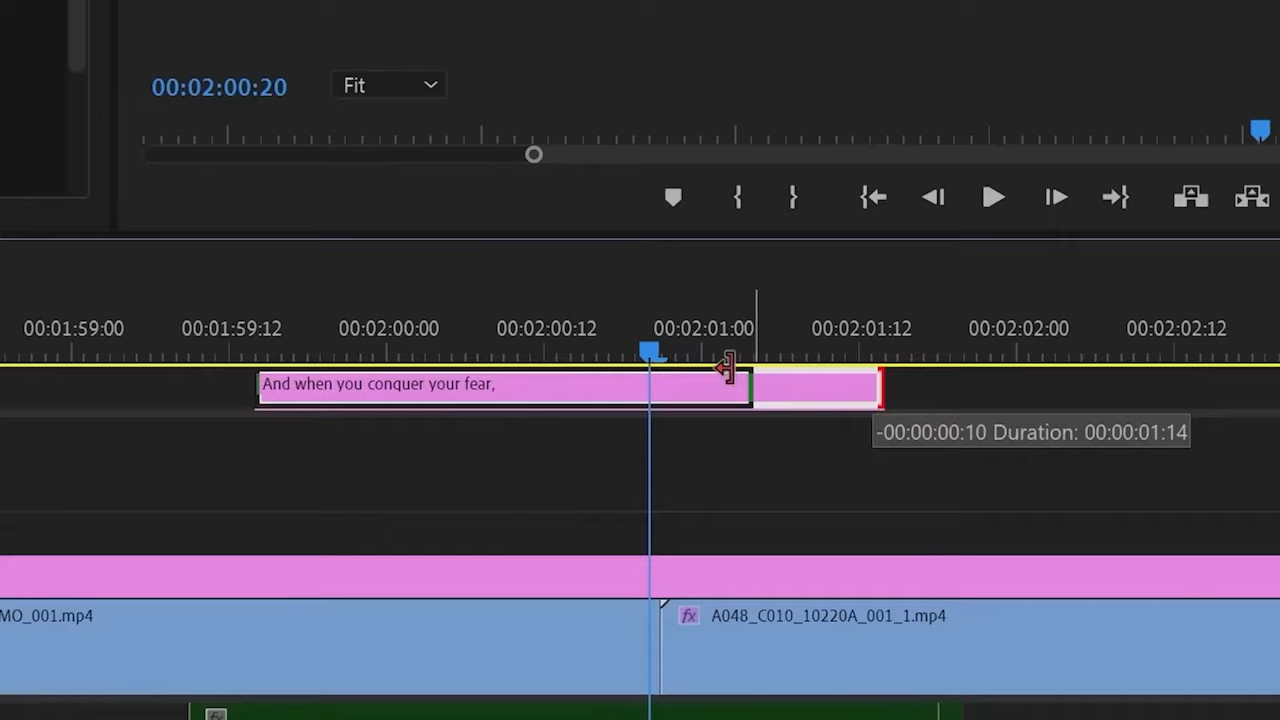 00:02:00:20 Fit
00:01:59:00 00:01:59:12 00:02:00:00 00:02:00:12 00:02:01:00 00:02:01:12 00:02:02:00 00:02:02:12
And when you conquer your fear,
-00:00:00:10 Duration: 00:00:01:14
MO_001.mp4 fx A048_C010_10220A_001_1.mp4
fx